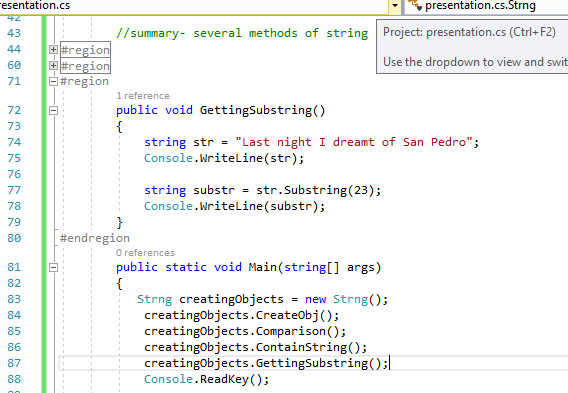 presentation.cs
presentation.cs.Strng
42
43 //summary- several methods of string
Project: presentation.cs (Ctrl+F2)
Use the dropdown to view and swit
44 #region
60 #region
71 #region
1 reference
72 public void GettingSubstring()
73 {
74 string str = "Last night I dreamt of San Pedro";
75 Console.WriteLine(str);
76
77 string substr = str.Substring(23);
78 Console.WriteLine(substr);
79 }
80 #endregion
0 references
81 public static void Main(string[] args)
82 {
83 Strng creatingObjects = new Strng();
84 creatingObjects.CreateObj();
85 creatingObjects.Comparison();
86 creatingObjects.ContainString();
87 creatingObjects.GettingSubstring();
88 Console.ReadKey();